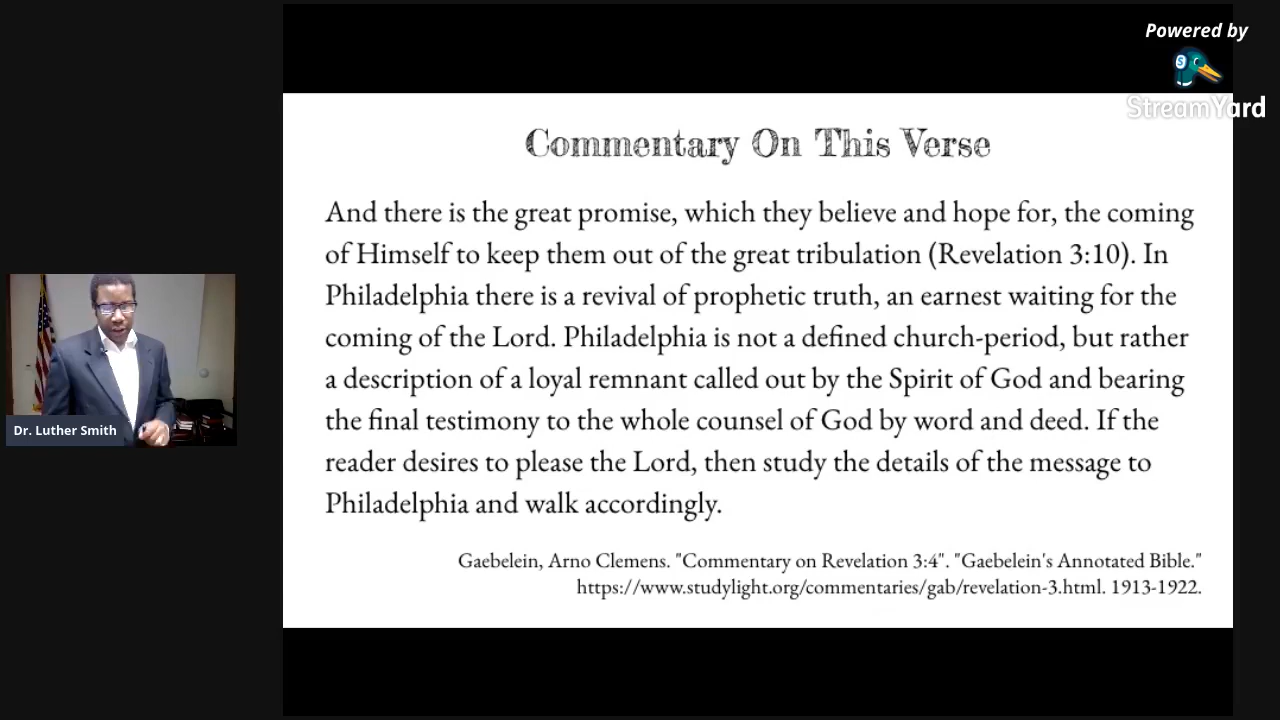 Powered by
StreamYard
Commentary On This Verse
And there is the great promise, which they believe and hope for, the coming
of Himself to keep them out of the great tribulation (Revelation 3:10). In
Philadelphia there is a revival of prophetic truth, an earnest waiting for the
coming of the Lord. Philadelphia is not a defined church-period, but rather
a description of a loyal remnant called out by the Spirit of God and bearing
the final testimony to the whole counsel of God by word and deed. If the
reader desires to please the Lord, then study the details of the message to
Philadelphia and walk accordingly.
Gaebelein, Arno Clemens. "Commentary on Revelation 3:4". "Gaebelein's Annotated Bible."
https://www.studylight.org/commentaries/gab/revelation-3.html. 1913-1922.
Dr. Luther Smith